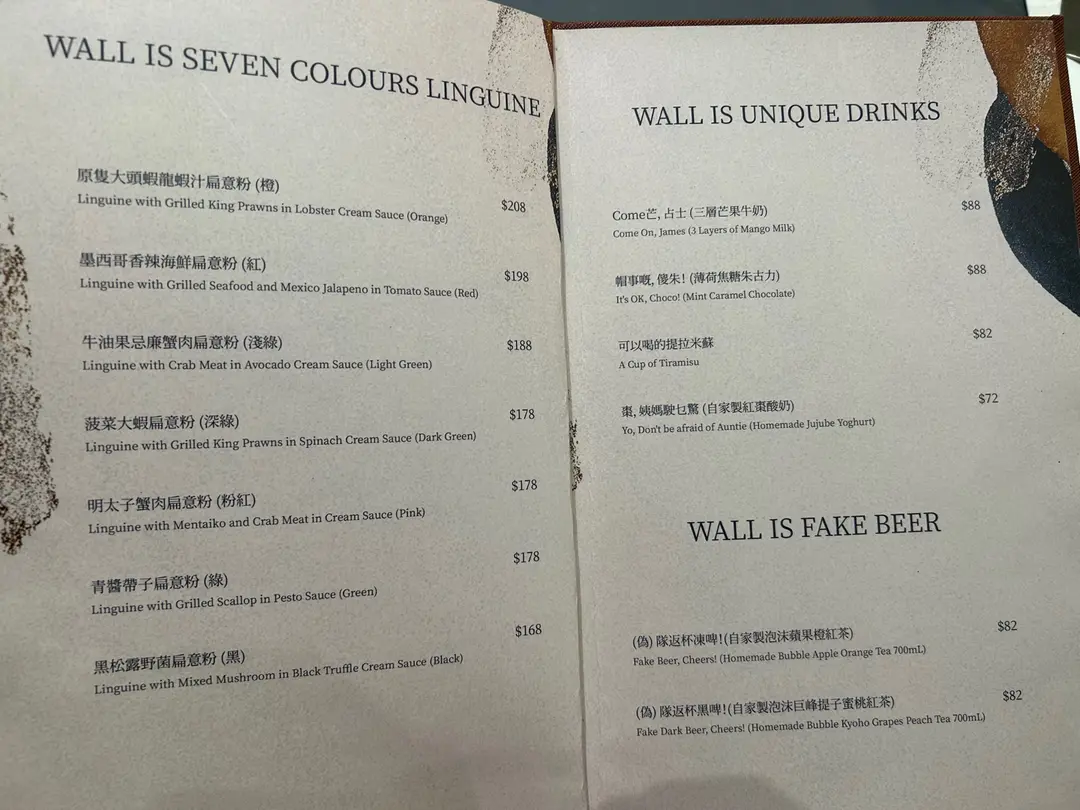 WALL IS SEVEN COLOURS LINGUINE
原隻大頭蝦龍蝦汁扁意粉 (橙)
Linguine with Grilled King Prawns in Lobster Cream Sauce (Orange)
$208
墨西哥香辣海鮮扁意粉 (紅)
Linguine with Grilled Seafood and Mexico Jalapeno in Tomato Sauce (Red)
$198
牛油果忌廉蟹肉扁意粉 (淺綠)
Linguine with Crab Meat in Avocado Cream Sauce (Light Green)
$188
菠菜大蝦扁意粉 (深綠)
Linguine with Grilled King Prawns in Spinach Cream Sauce (Dark Green)
$178
明太子蟹肉扁意粉 (粉紅)
Linguine with Mentaiko and Crab Meat in Cream Sauce (Pink)
$178
青醬帶子扁意粉 (綠)
Linguine with Grilled Scallop in Pesto Sauce (Green)
$178
黑松露野菌扁意粉 (黑)
Linguine with Mixed Mushroom in Black Truffle Cream Sauce (Black)
$168
WALL IS UNIQUE DRINKS
Come芒, 占士 (三層芒果牛奶)
Come On, James (3 Layers of Mango Milk)
$88
帽事嘅, 傻朱! (薄荷焦糖朱古力)
It's OK, Choco! (Mint Caramel Chocolate)
$88
可以喝的提拉米蘇
A Cup of Tiramisu
$82
棗, 姨媽駛乜驚 (自家製紅棗酸奶)
Yo, Don't be afraid of Auntie (Homemade Jujube Yoghurt)
$72
WALL IS FAKE BEER
(偽) 隊返杯凍啤!(自家製泡沫蘋果橙紅茶)
Fake Beer, Cheers! (Homemade Bubble Apple Orange Tea 700mL)
$82
(偽) 隊返杯黑啤!(自家製泡沫巨峰提子蜜桃紅茶)
Fake Dark Beer, Cheers! (Homemade Bubble Kyoho Grapes Peach Tea 700mL)
$82